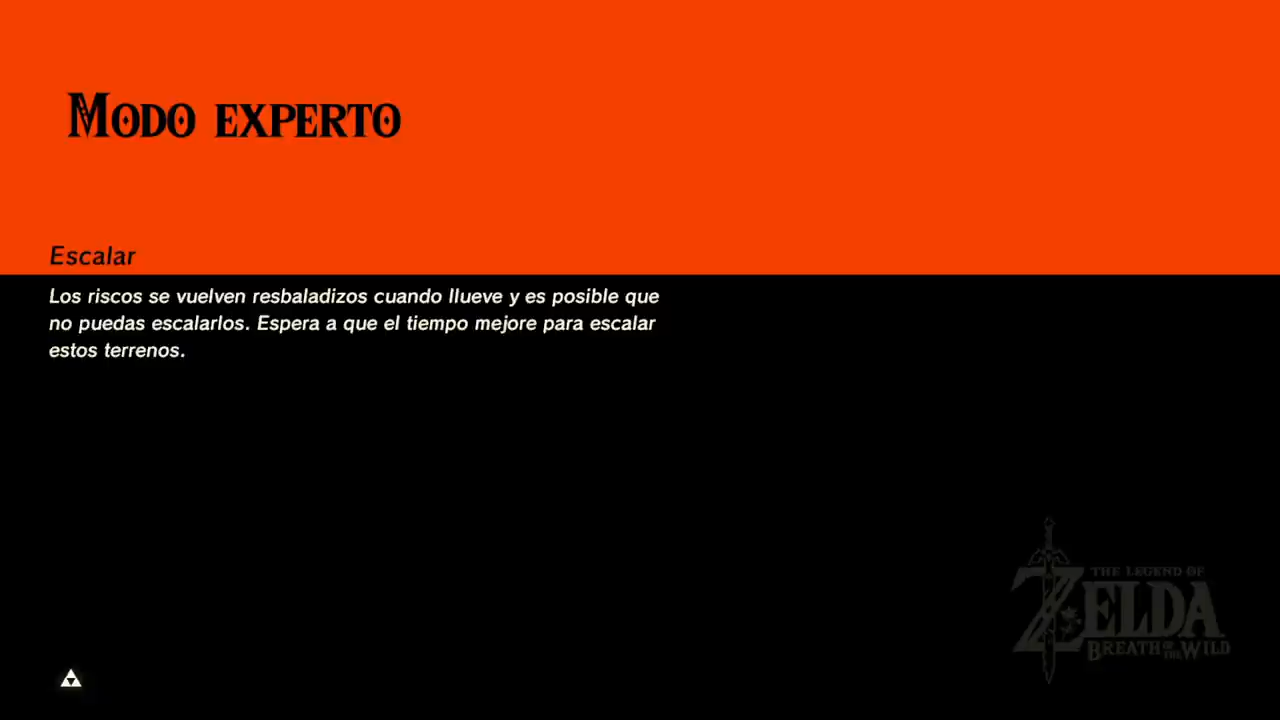 Modo experto
Escalar
Los riscos se vuelven resbaladizos cuando llueve y es posible que
no puedas escalarlos. Espera a que el tiempo mejore para escalar
estos terrenos.
THE LEGEND OF
ZELDA
BREATH OF THE WILD